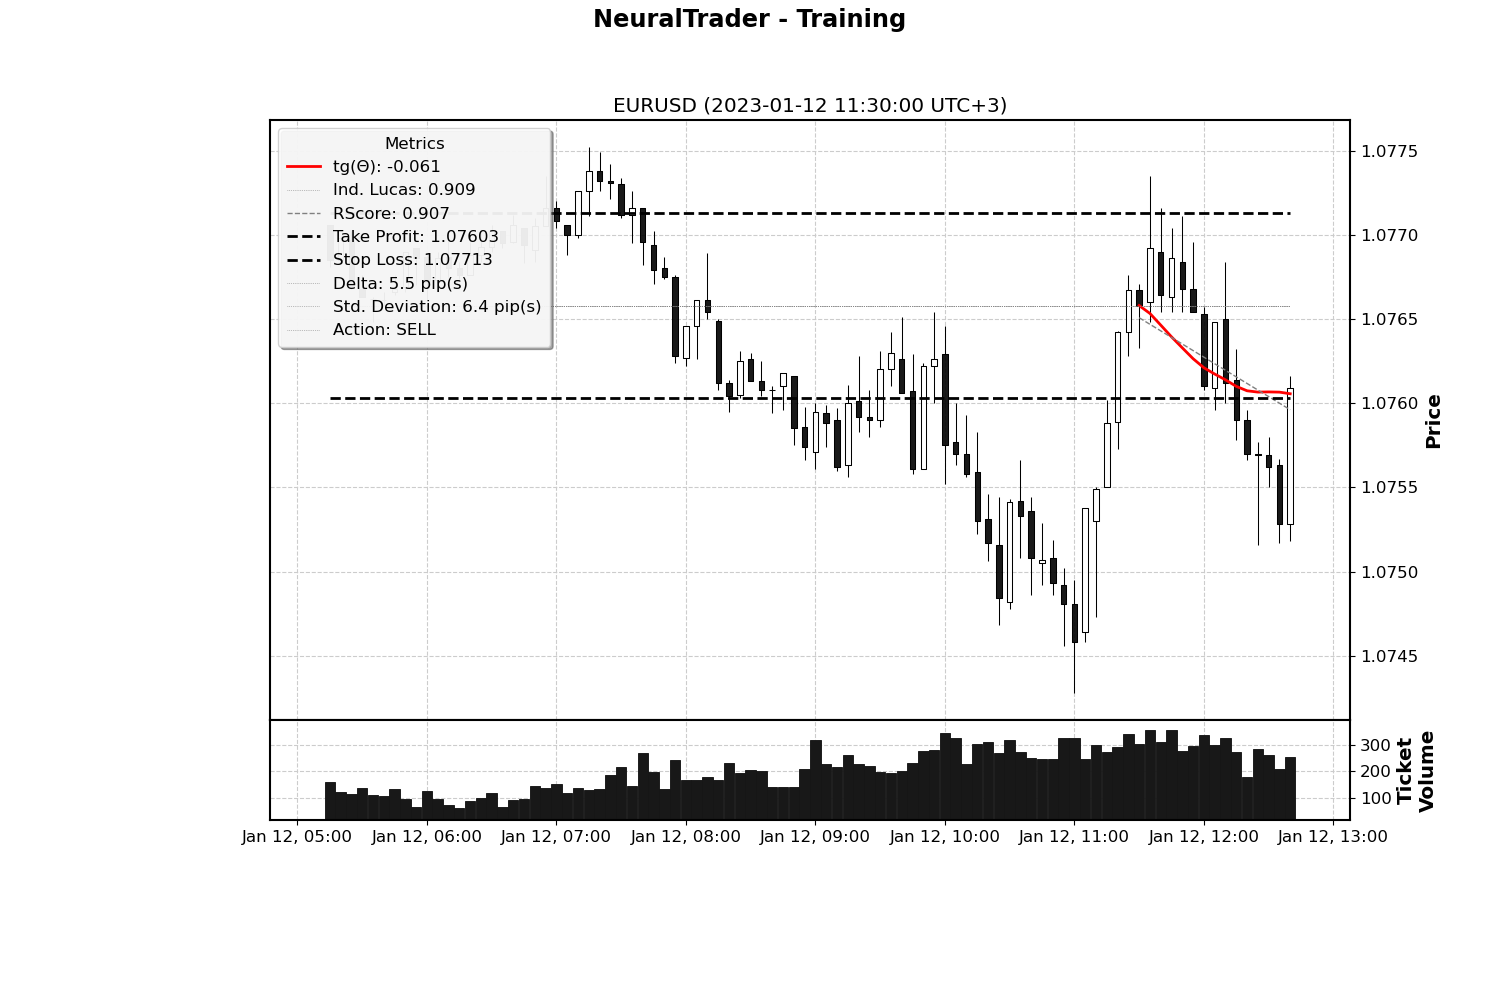 NeuralTrader - Training
EURUSD (2023-01-12 11:30:00 UTC+3)
Metrics
tg(Θ): -0.061
Ind. Lucas: 0.909
RScore: 0.907
Take Profit: 1.07603
Stop Loss: 1.07713
Delta: 5.5 pip(s)
Std. Deviation: 6.4 pip(s)
Action: SELL
1.0775
1.0770
1.0765
1.0760
1.0755
1.0750
1.0745
Price
300
200
100
Ticket
Volume
Jan 12, 05:00
Jan 12, 06:00
Jan 12, 07:00
Jan 12, 08:00
Jan 12, 09:00
Jan 12, 10:00
Jan 12, 11:00
Jan 12, 12:00
Jan 12, 13:00